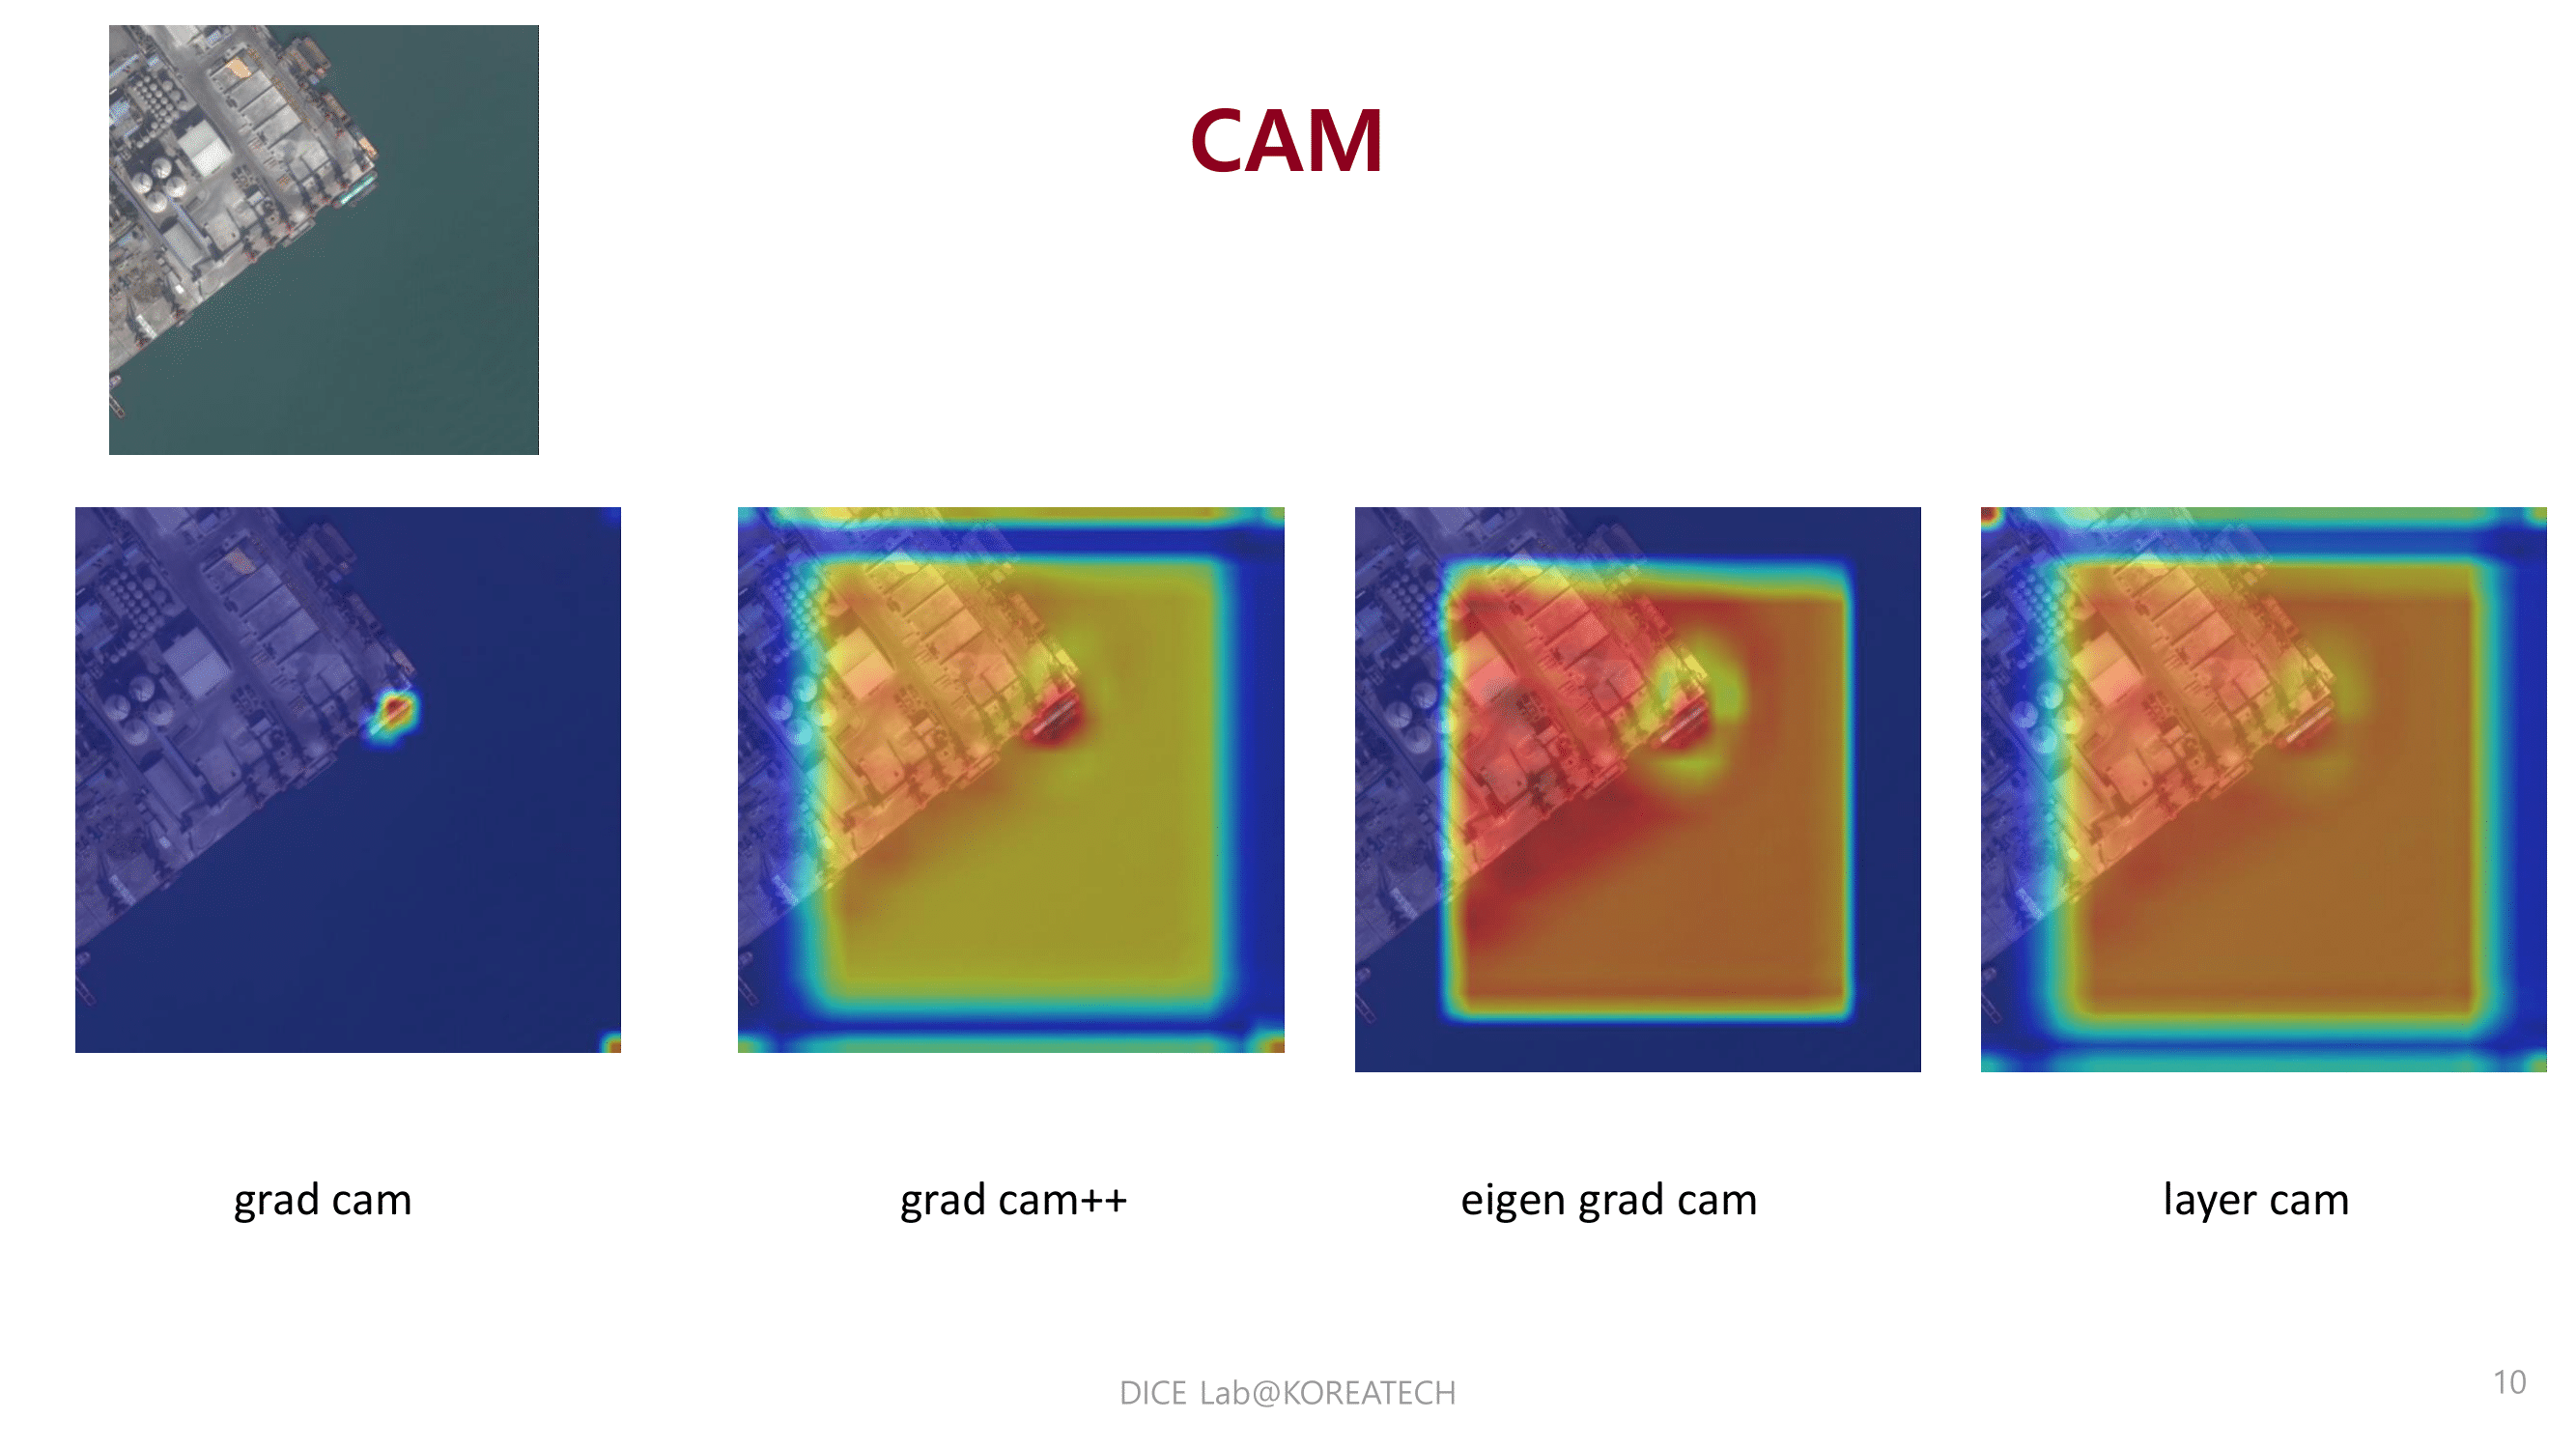 CAM
grad cam
grad cam++
eigen grad cam
layer cam
DICE Lab@KOREATECH
10